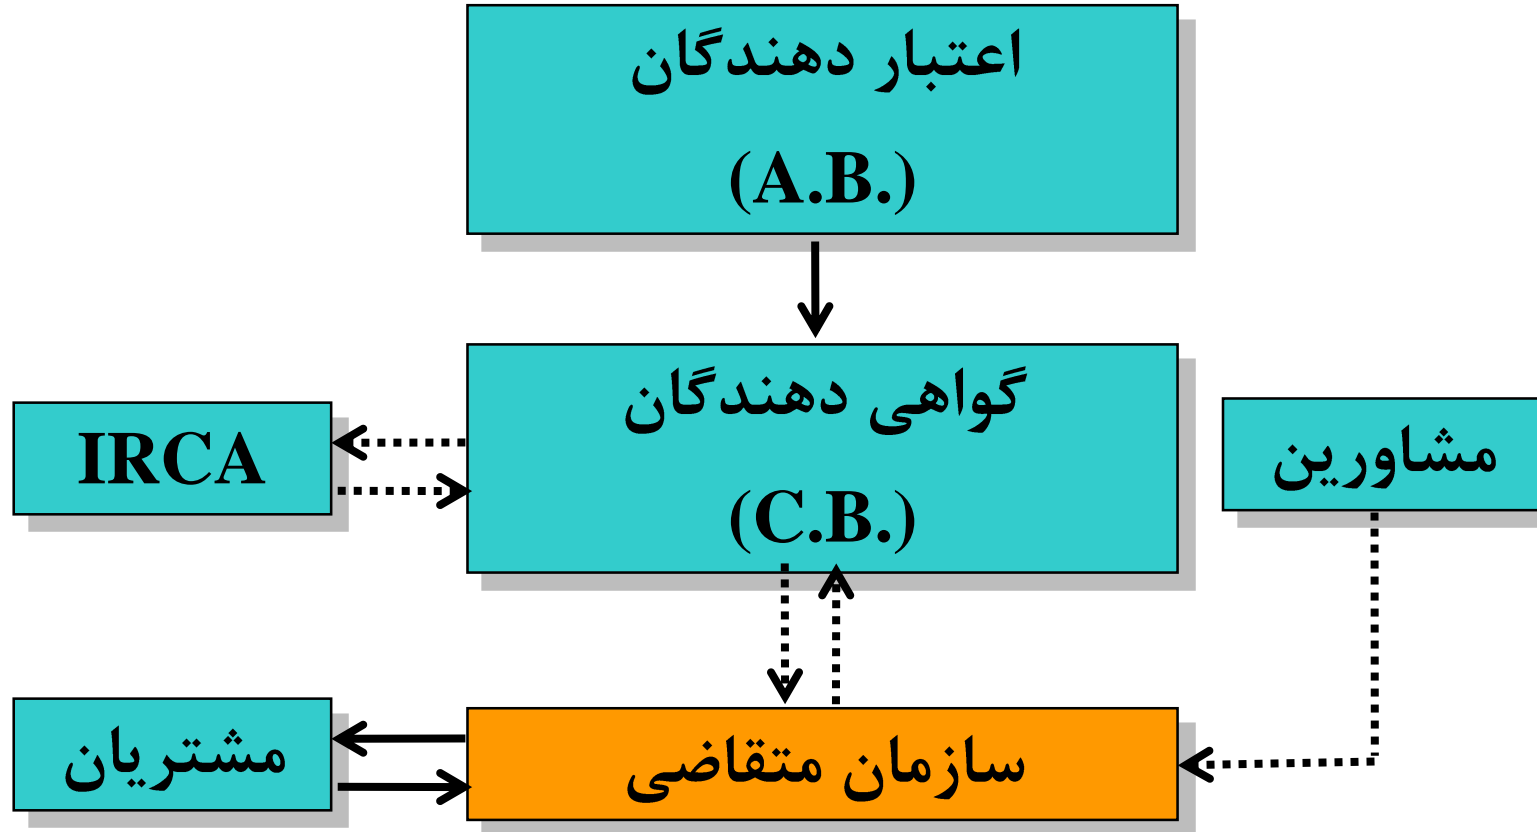 اعتبار دهندگان
(A.B.)
گواهی دهندگان
(C.B.)
IRCA
مشاورین
مشتریان
سازمان متقاضی